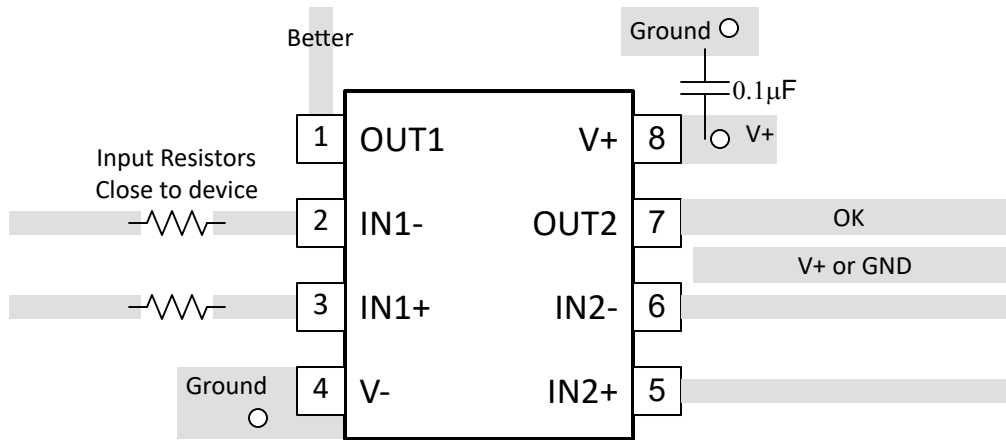 Better
Ground
0.1µF
1 OUT1 V+ 8 V+
Input Resistors
Close to device
2 IN1- OUT2 7 OK
V+ or GND
3 IN1+ IN2- 6
Ground
4 V- IN2+ 5